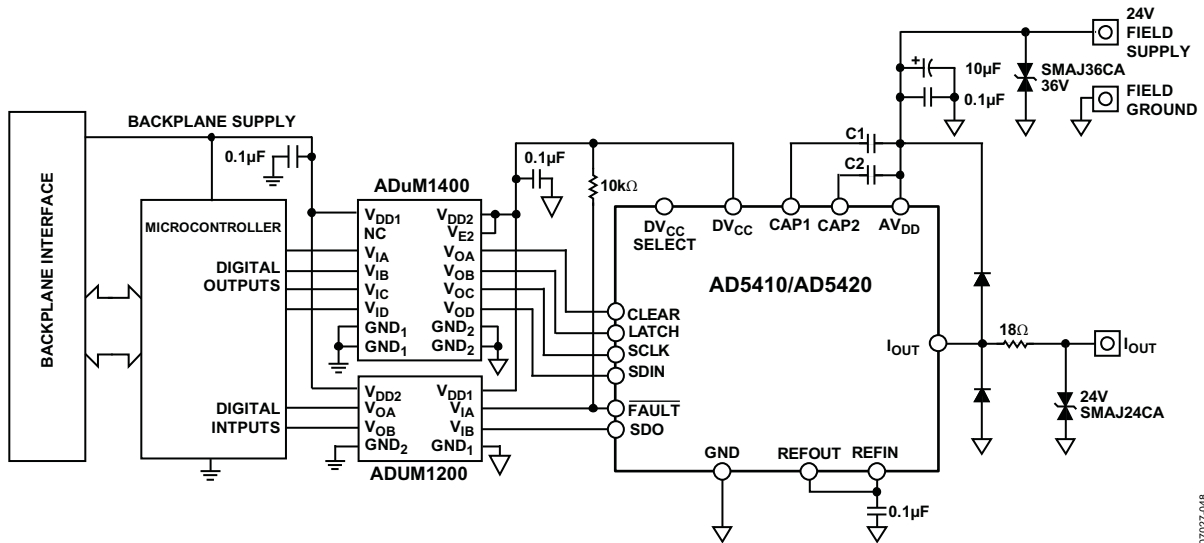 24V
FIELD
SUPPLY
10µF
SMAJ36CA
36V
0.1µF
FIELD
GROUND
BACKPLANE SUPPLY
C1
0.1µF
0.1µF
C2
10kΩ
ADuM1400
BACKPLANE INTERFACE
MICROCONTROLLER
DIGITAL
OUTPUTS
DIGITAL
INTPUTS
VDD1
NC
VIA
VIB
VIC
VID
GND1
GND1
VDD2
VE2
VOA
VOB
VOC
VOD
GND2
GND2
VDD2
VOA
VOB
GND2
VDD1
VIA
VIB
GND1
ADUM1200
DVCC
SELECT
DVCC
CAP1
CAP2
AVDD
AD5410/AD5420
CLEAR
LATCH
SCLK
SDIN
FAULT
SDO
GND
REFOUT
REFIN
0.1µF
IOUT
18Ω
IOUT
24V
SMAJ24CA
07027-048